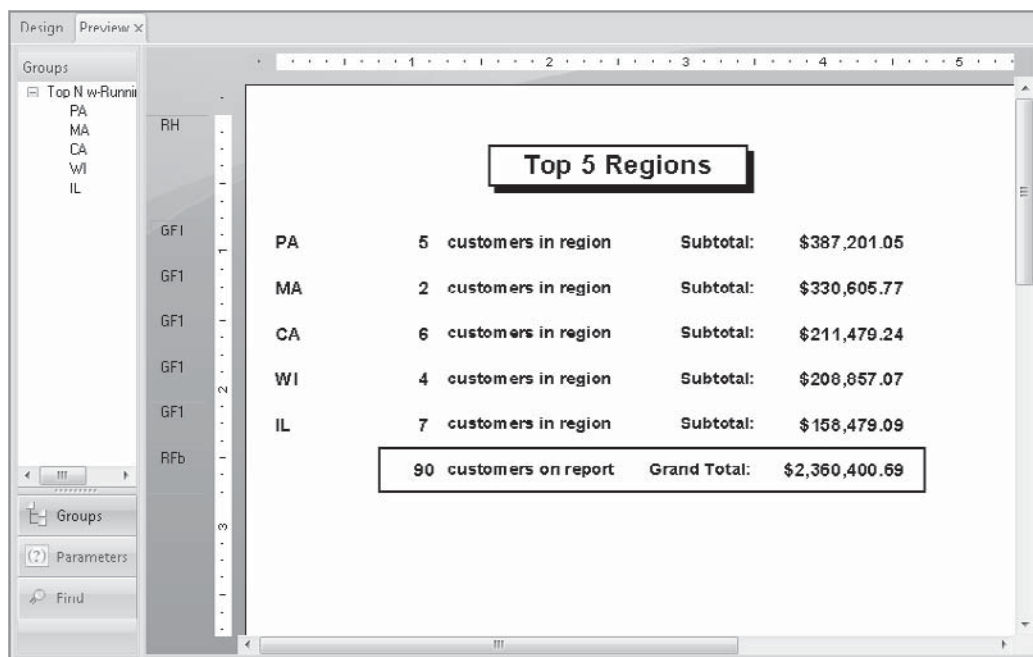 Design Preview X
Groups
Top N w-Runni
PA
MA
CA
WI
IL
Groups
(?) Parameters
Find
1 2 3 4 5
RH
GF1
GF1
GF1
GF1
GF1
RFb
1
2
3
Top 5 Regions
PA 5 customers in region Subtotal: $387,201.05
MA 2 customers in region Subtotal: $330,605.77
CA 6 customers in region Subtotal: $211,479.24
WI 4 customers in region Subtotal: $208,857.07
IL 7 customers in region Subtotal: $158,479.09
90 customers on report Grand Total: $2,360,400.69